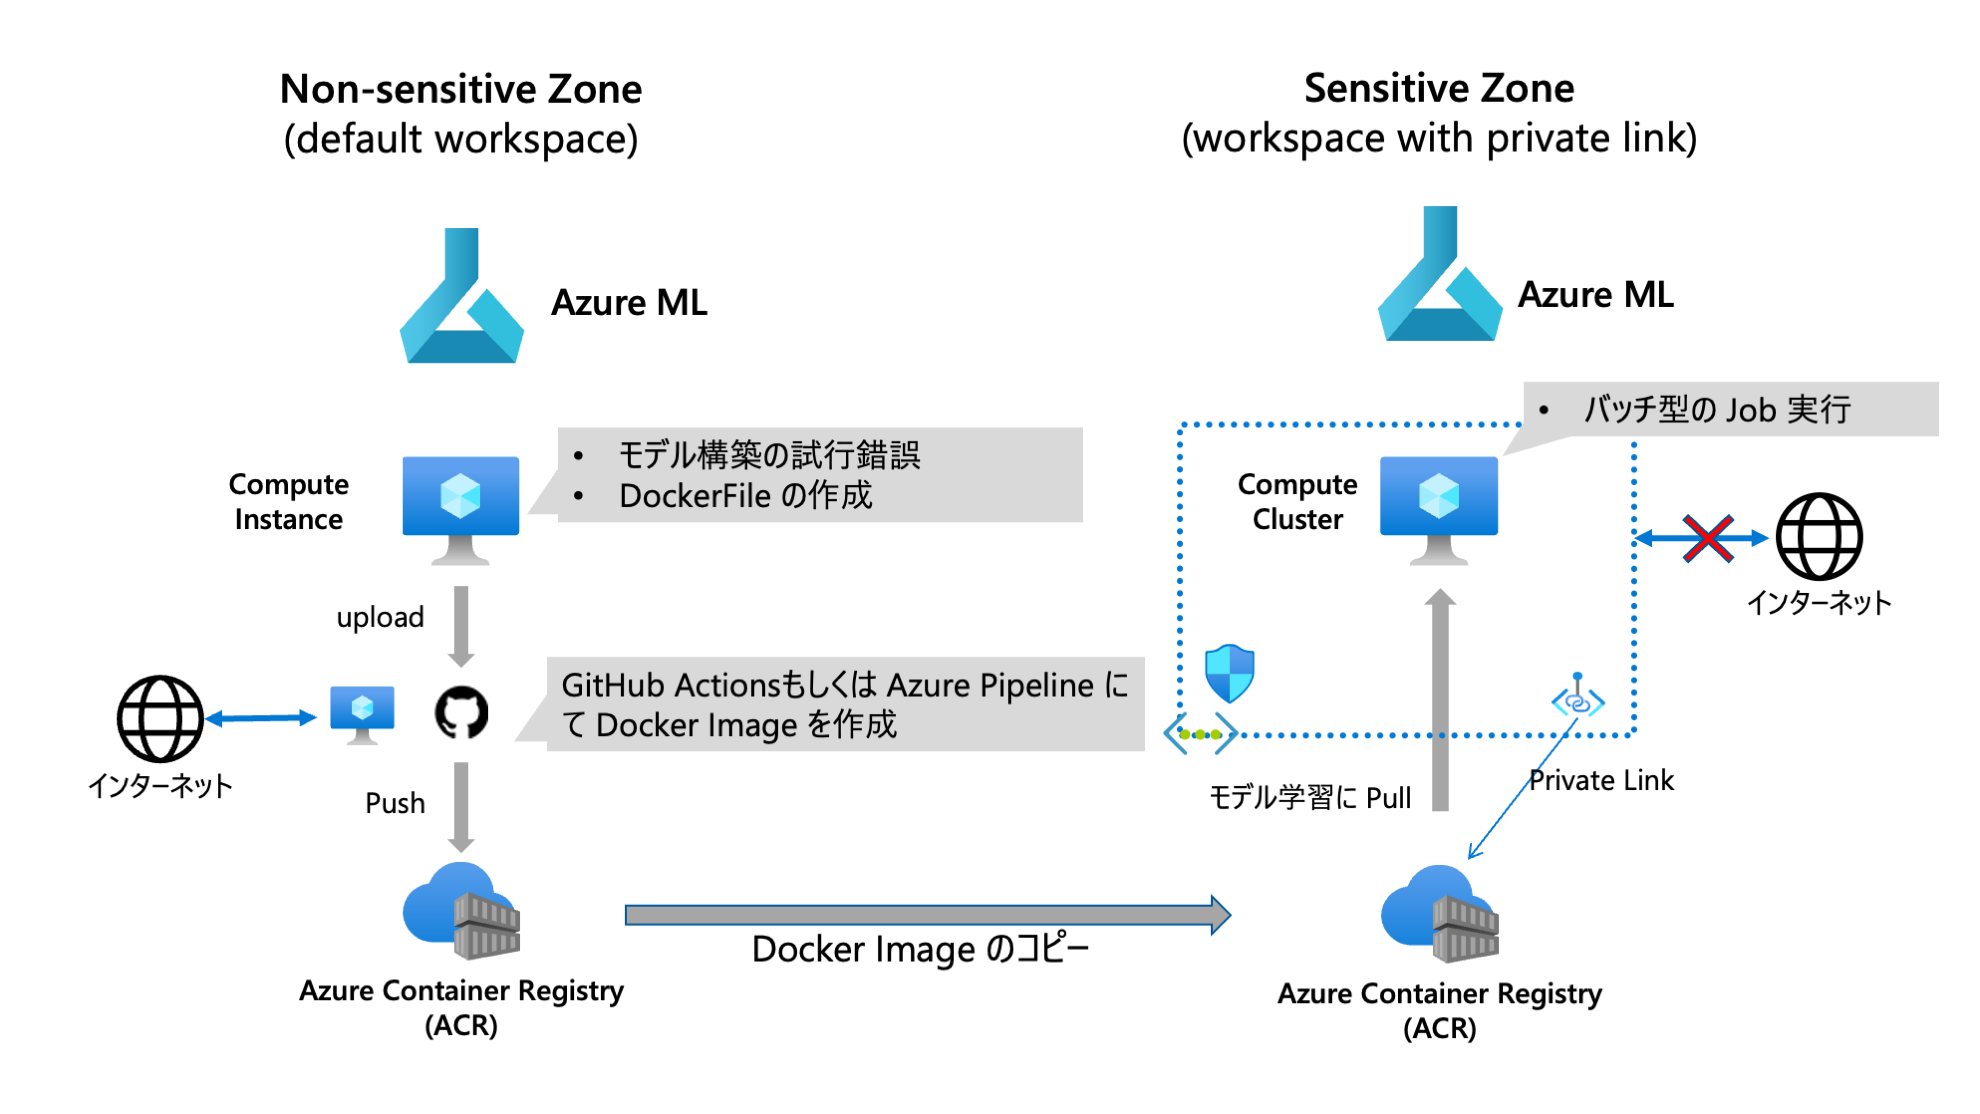 Non-sensitive Zone
(default workspace)
Azure ML
Compute
Instance
• モデル構築の試行錯誤
• DockerFile の作成
upload
インターネット
GitHub Actionsもしくは Azure Pipeline に
て Docker Image を作成
Push
Azure Container Registry
(ACR)
Docker Image のコピー
Sensitive Zone
(workspace with private link)
Azure ML
• バッチ型の Job 実行
Compute
Cluster
インターネット
モデル学習に Pull
Private Link
Azure Container Registry
(ACR)